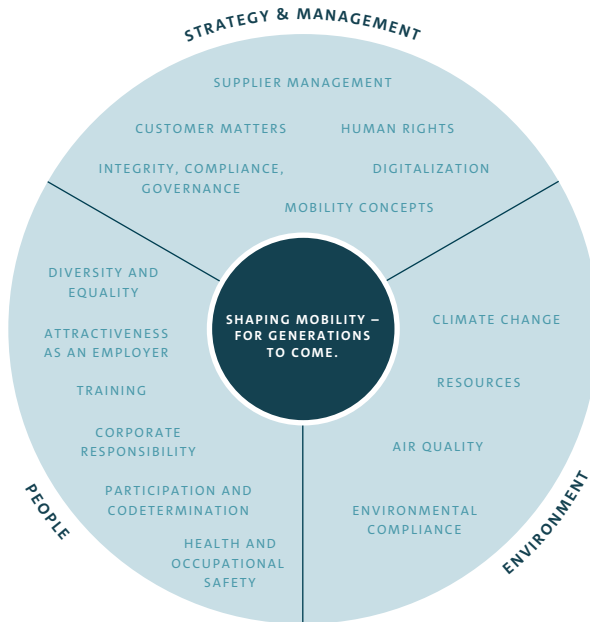 STRATEGY & MANAGEMENT
SUPPLIER MANAGEMENT
CUSTOMER MATTERS
HUMAN RIGHTS
INTEGRITY, COMPLIANCE,
GOVERNANCE
DIGITALIZATION
MOBILITY CONCEPTS
DIVERSITY AND
EQUALITY
ATTRACTIVENESS
AS AN EMPLOYER
TRAINING
CORPORATE
RESPONSIBILITY
PARTICIPATION AND
CODETERMINATION
HEALTH AND
OCCUPATIONAL
SAFETY
PEOPLE
SHAPING MOBILITY –
FOR GENERATIONS
TO COME.
CLIMATE CHANGE
RESOURCES
AIR QUALITY
ENVIRONMENTAL
COMPLIANCE
ENVIRONMENT